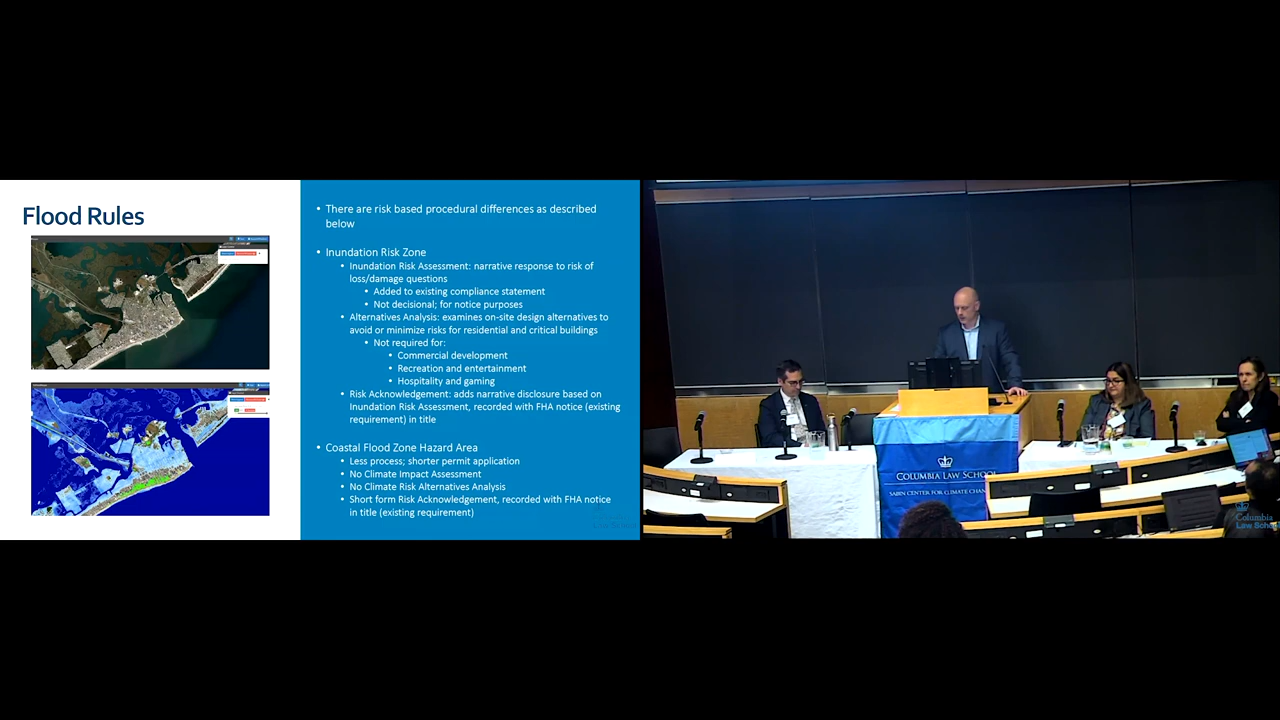 Flood Rules
• There are risk based procedural differences as described
below
• Inundation Risk Zone
• Inundation Risk Assessment: narrative response to risk of
loss/damage questions
• Added to existing compliance statement
• Not decisional; for notice purposes
• Alternatives Analysis: examines on-site design alternatives to
avoid or minimize risks for residential and critical buildings
• Not required for:
• Commercial development
• Recreation and entertainment
• Hospitality and gaming
• Risk Acknowledgement: adds narrative disclosure based on
Inundation Risk Assessment, recorded with FHA notice (existing
requirement) in title
• Coastal Flood Zone Hazard Area
• Less process; shorter permit application
• No Climate Impact Assessment
• No Climate Risk Alternatives Analysis
• Short form Risk Acknowledgement, recorded with FHA notice
in title (existing requirement)
COLUMBIA LAW SCHOOL
SABIN CENTER FOR CLIMATE CHAN
Columbia
Law School